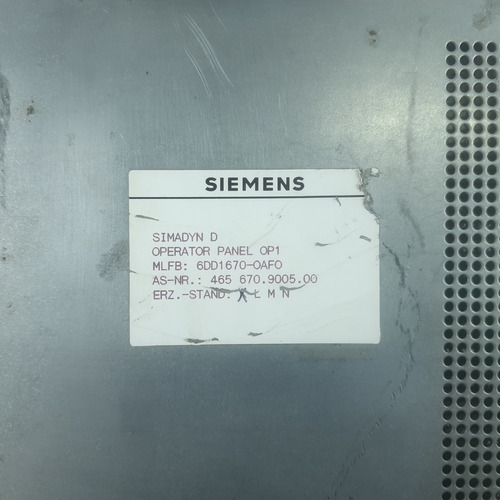 SIEMENS
SIMADYN D
OPERATOR PANEL OP1
MLFB: 6DD1670-0AF0
AS-NR.: 465 670.9005.00
ERZ.-STAND: K L M N